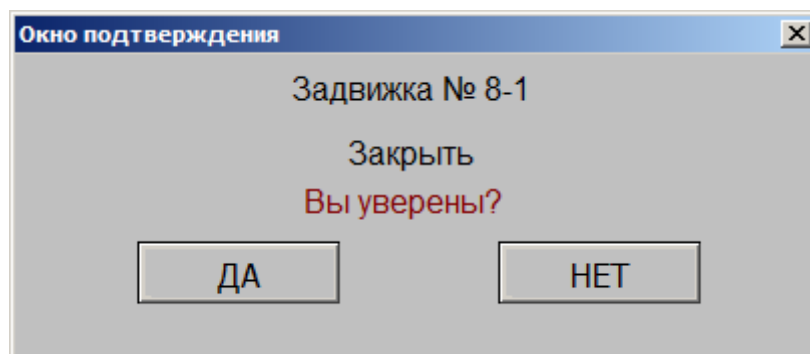 Окно подтверждения
Задвижка № 8-1
Закрыть
Вы уверены?
ДА НЕТ